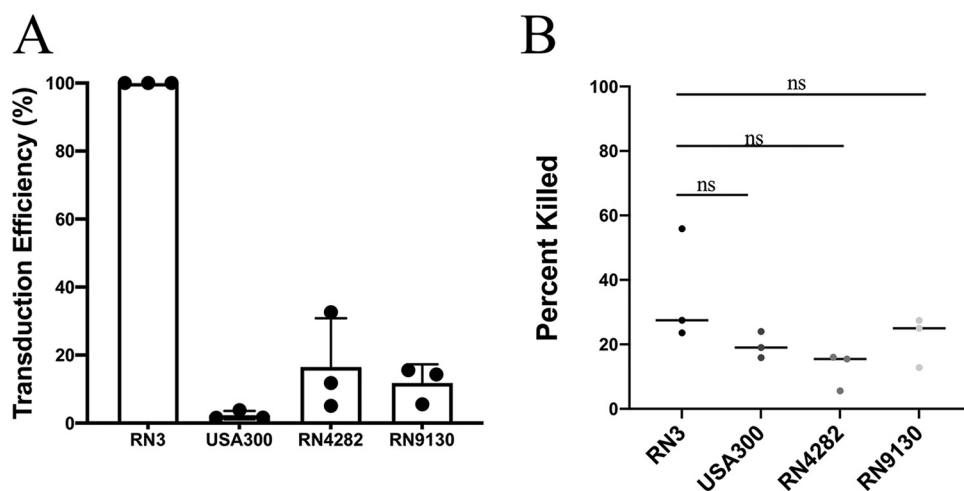 A
Transduction Efficiency (%)
100
80
60
40
20
0
RN3 USA300 RN4282 RN9130
B
Percent Killed
100
80
60
40
20
0
ns
ns
ns
RN3
USA300
RN4282
RN9130